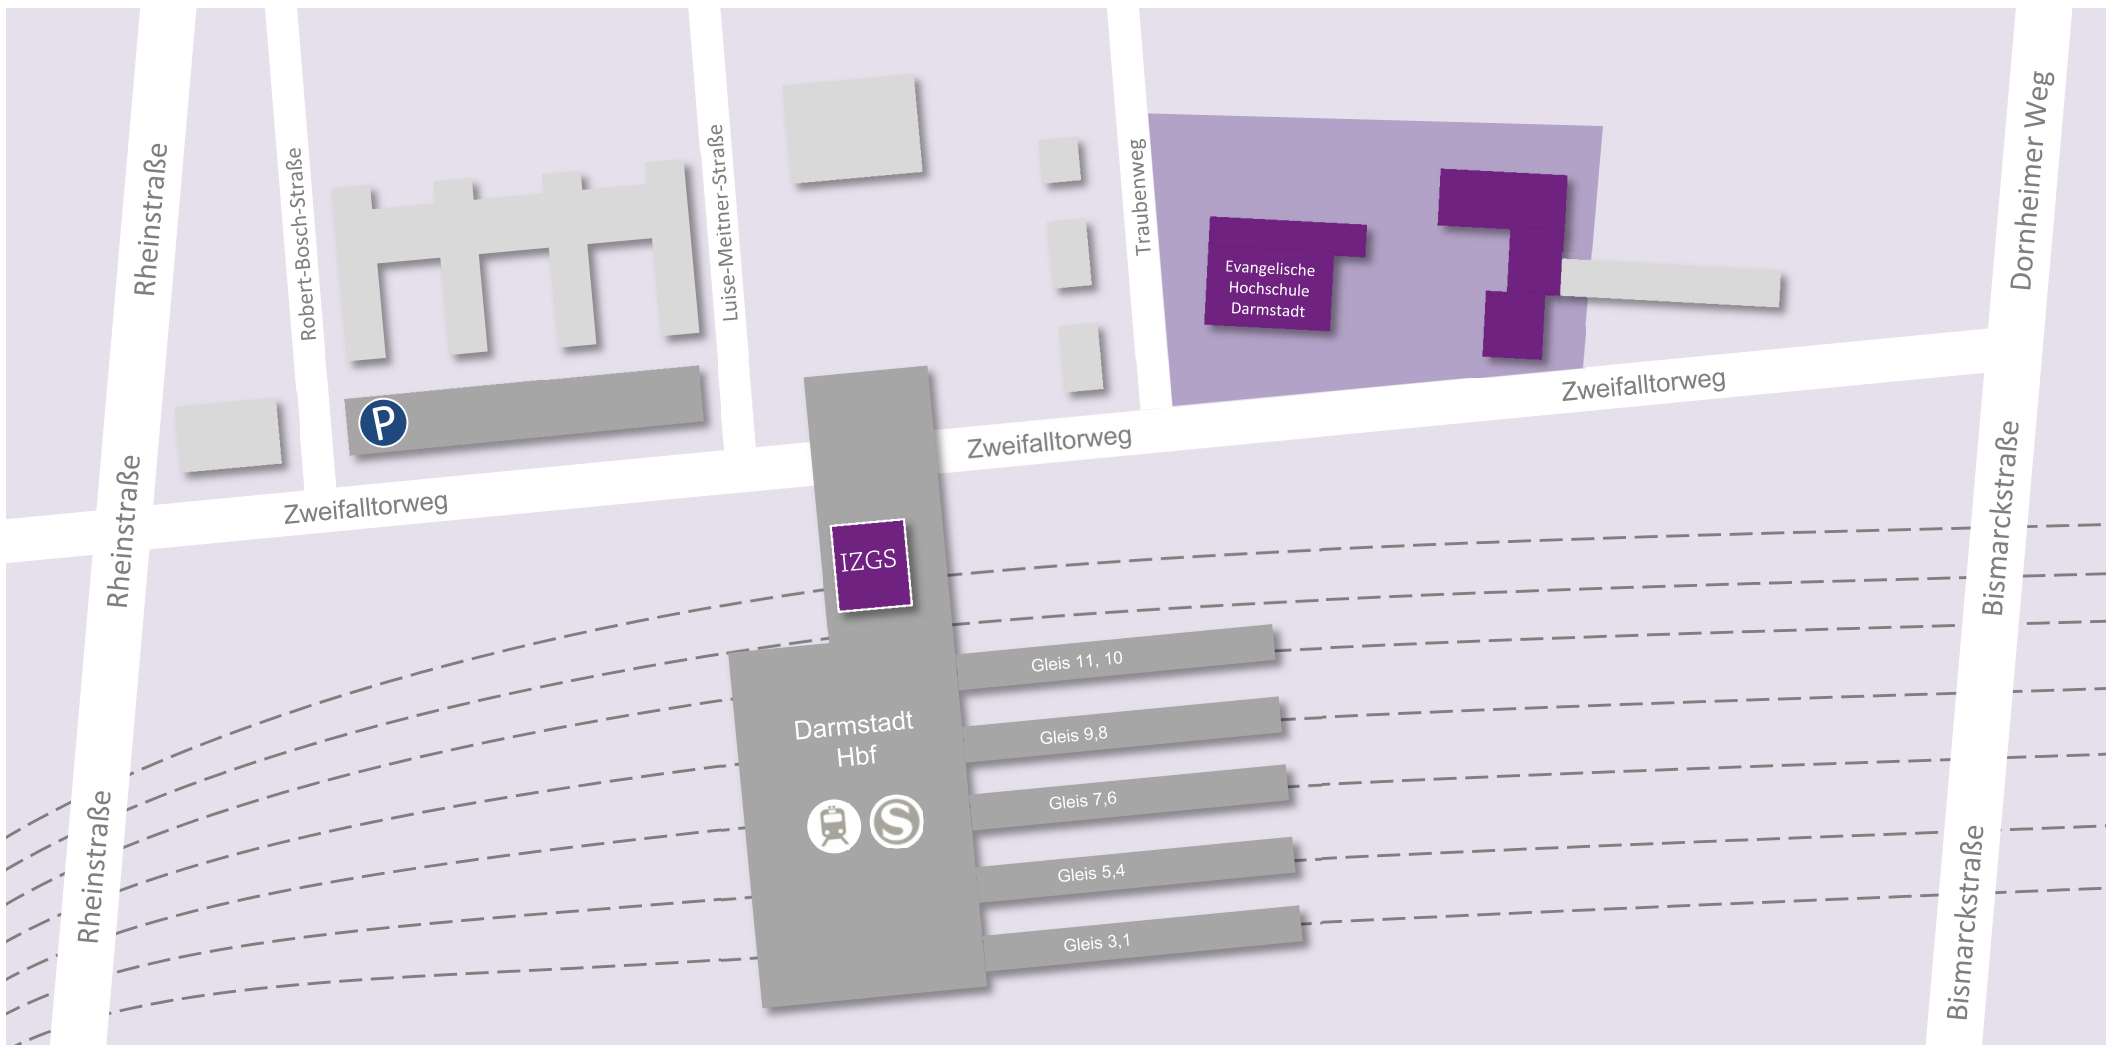 Rheinstraße
Robert-Bosch-Straße
Luise-Meitner-Straße
Traubenweg
Dornheimer Weg
Evangelische
Hochschule
Darmstadt
P
Zweifalltorweg
Zweifalltorweg
Zweifalltorweg
Rheinstraße
Bismarckstraße
IZGS
Gleis 11, 10
Darmstadt
Hbf
Gleis 9,8
Gleis 7,6
S
Gleis 5,4
Gleis 3,1
Rheinstraße
Bismarckstraße